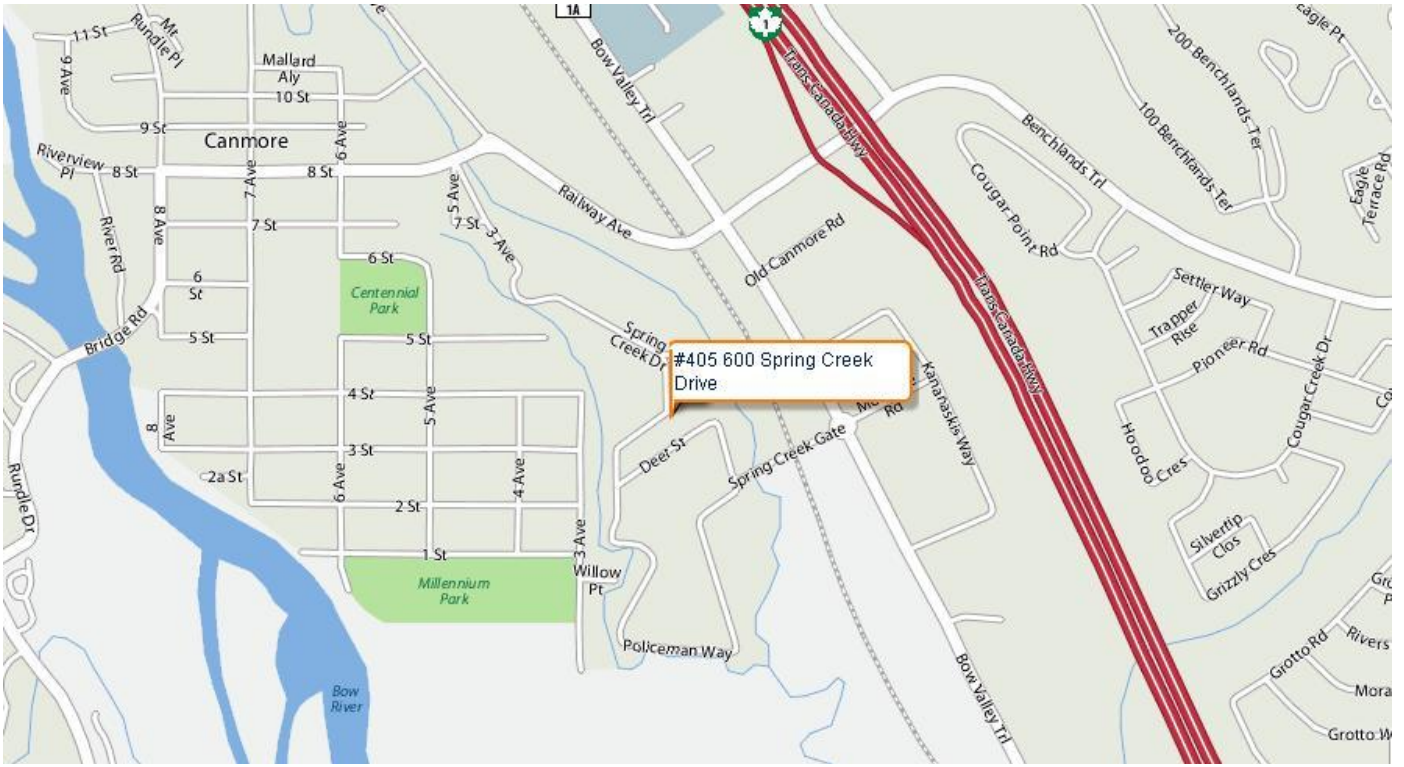 1A
1
11 St
Mt
Rundle Pl
9 Ave
Mallard
Aly
10 St
9 St
Canmore
6 Ave
Riverview
Pl
8 St
8 St
7 Ave
5 Ave
7 St
7 St
3 Ave
River Rd
8 Ave
6 St
6
St
Centennial
Park
5 St
5 St
Bridge Rd
Bow Valley Trl
Railway Ave
Old Canmore Rd
Trans Canada Hwy
Benchlands Trl
200 Benchlands Ter
100 Benchlands Ter
Eagle Pt
Eagle
Terrace Rd
Cougar Point Rd
Trans Canada Hwy
Settler Way
Trapper
Rise
Pioneer Rd
Cougar Creek Dr
Spring
Creek Dr
#405 600 Spring Creek
Drive
Rd
Kananaskis Way
4 St
8
Ave
5 Ave
3 St
Deer St
Spring Creek Gate
Hoodoo Cres
2a St
6 Ave
4 Ave
2 St
Rundle Dr
3 Ave
1 St
Willow
Pt
Silvertip
Clos
Grizzly Cres
Millennium
Park
Policeman Way
Bow
River
Bow Valley Trl
Grotto Rd
Rivers
Mora
Grotto W